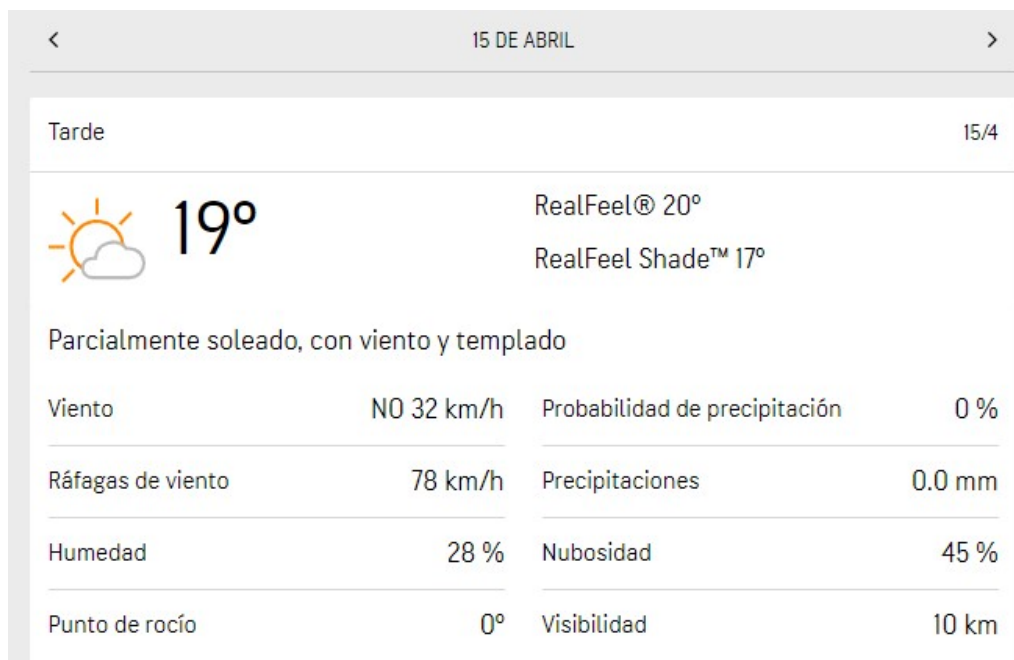 15 DE ABRIL
Tarde 15/4
19° RealFeel® 20°
RealFeel Shade™ 17°
Parcialmente soleado, con viento y templado
Viento NO 32 km/h Probabilidad de precipitación 0 %
Ráfagas de viento 78 km/h Precipitaciones 0.0 mm
Humedad 28 % Nubosidad 45 %
Punto de rocío 0° Visibilidad 10 km